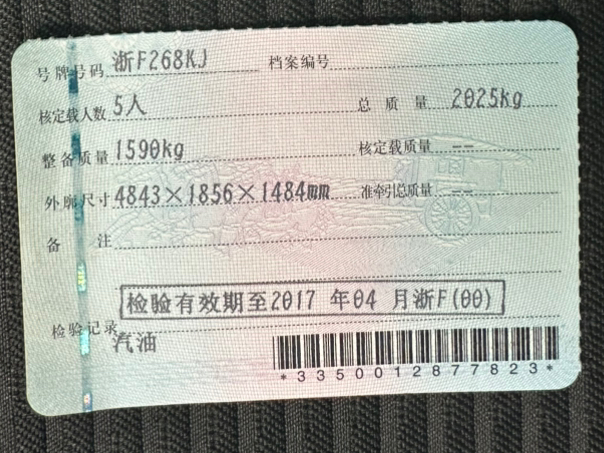 号牌号码 浙F268KJ 档案编号
核定载人数 5人 总质量 2025kg
整备质量 1590kg 核定载质量 --
外廓尺寸 4843×1856×1484mm 准牵引总质量 --
备注
检验有效期至2017 年04 月浙F(00)
检验记录
汽油
*3350012877823*